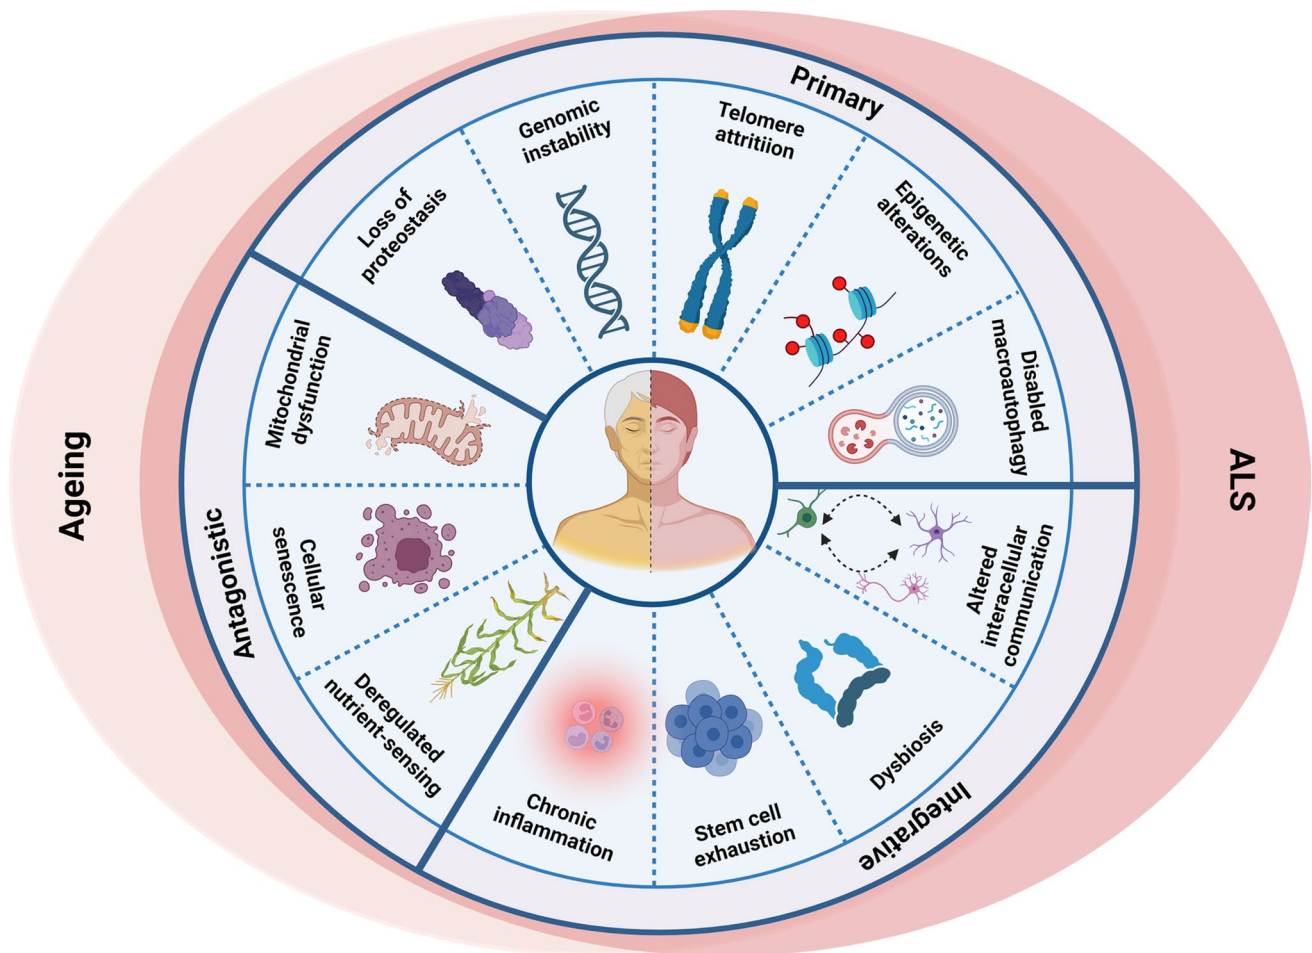 Primary
Genomic
instability
Telomere
attritiion
Epigenetic
alterations
Disabled
macroautophagy
Altered
interacellular
communication
Dysbiosis
Integrative
Stem cell
exhaustion
Chronic
inflammation
Deregulated
nutrient-sensing
Cellular
senescence
Antagonistic
Mitochondrial
dysfunction
Loss of
proteostasis
Ageing
ALS